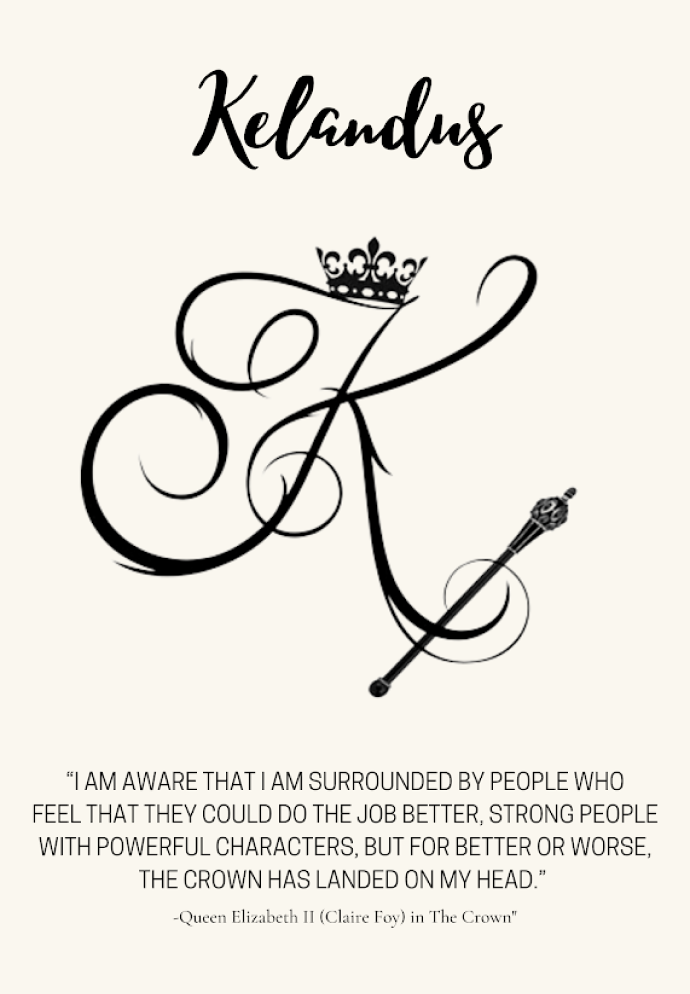 Kelandus
K
“I AM AWARE THAT I AM SURROUNDED BY PEOPLE WHO
FEEL THAT THEY COULD DO THE JOB BETTER, STRONG PEOPLE
WITH POWERFUL CHARACTERS, BUT FOR BETTER OR WORSE,
THE CROWN HAS LANDED ON MY HEAD.”
-Queen Elizabeth II (Claire Foy) in The Crown"